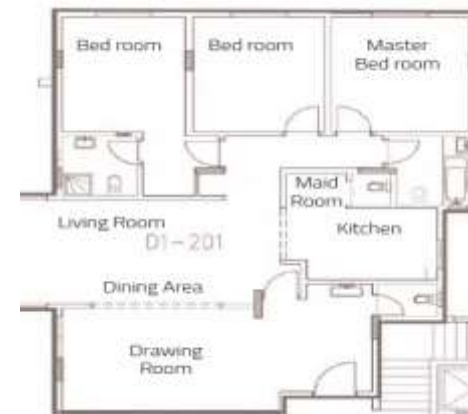 Bed room
Bed room
Master
Bed room
Maid
Room
Living Room
Kitchen
D1-201
Dining Area
Drawing
Room